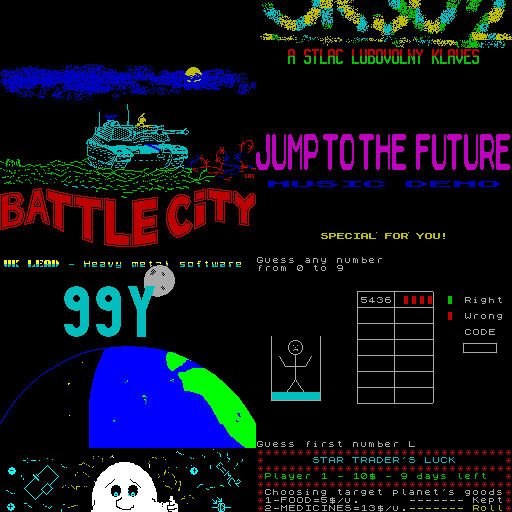 A STLAC LUBOVOLNY KLAVES
BATTLE CiTY
UK LEAD - Heavy metal software
JUMP TO THE FUTURE
MUSIC DEMO
SPECIAL FOR YOU!
99Y
Guess any number
from 0 to 9
5436
Right
Wrong
CODE
Guess first number L
STAR TRADER'S LUCK
Player 1 - 10$ - 9 days left
Choosing target planet's goods
1-FOOD=5$/u. ------ Kept
2-MEDICINES=13$/u.------- Roll